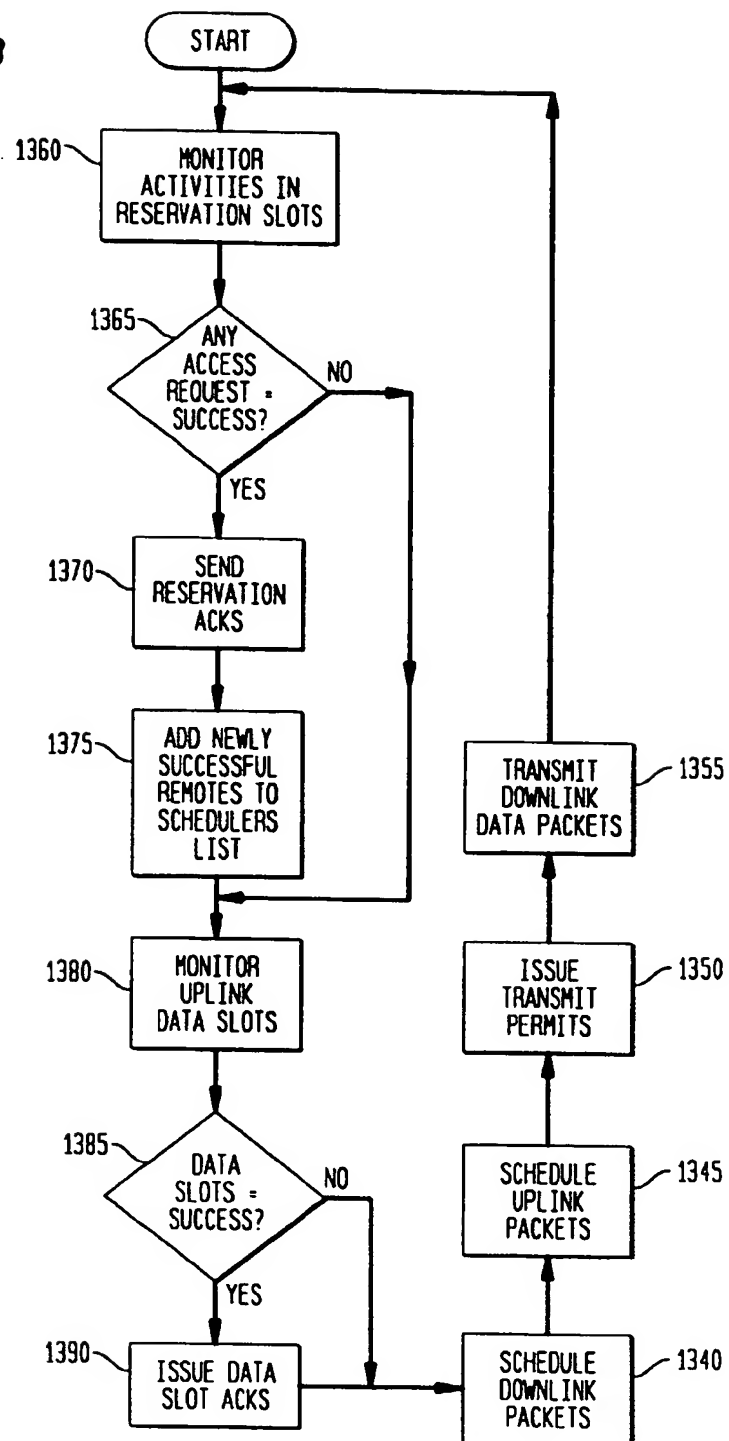 START
1360
MONITOR
ACTIVITIES IN
RESERVATION SLOTS
1365
ANY
ACCESS
REQUEST =
SUCCESS?
NO
YES
1370
SEND
RESERVATION
ACKS
1375
ADD NEWLY
SUCCESSFUL
REMOTES TO
SCHEDULERS
LIST
1380
MONITOR
UPLINK
DATA SLOTS
1385
DATA
SLOTS =
SUCCESS?
NO
YES
1390
ISSUE DATA
SLOT ACKS
TRANSMIT
DOWNLINK
DATA PACKETS
1355
ISSUE
TRANSMIT
PERMITS
1350
SCHEDULE
UPLINK
PACKETS
1345
SCHEDULE
DOWNLINK
PACKETS
1340